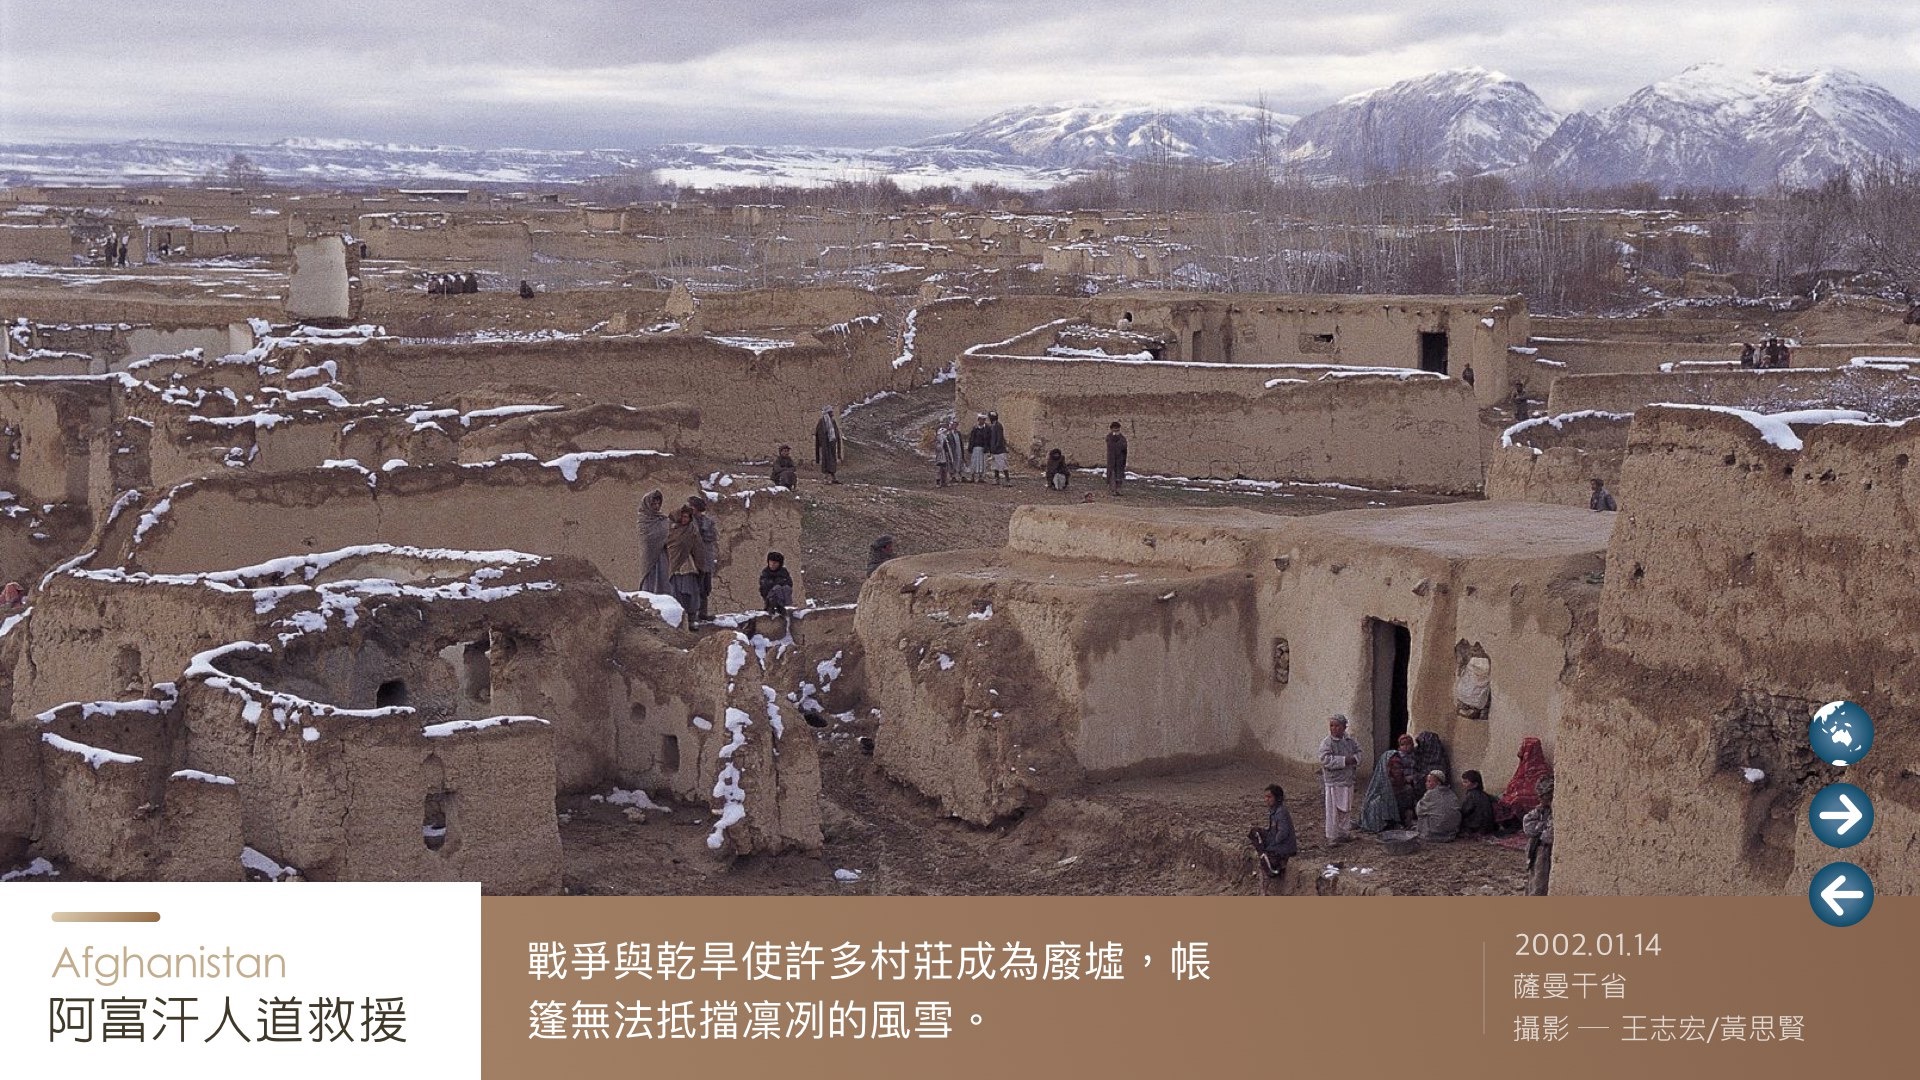 Afghanistan
阿富汗人道救援
戰爭與乾旱使許多村莊成為廢墟，帳
篷無法抵擋凜冽的風雪。
2002.01.14
薩曼干省
攝影 — 王志宏/黃思賢